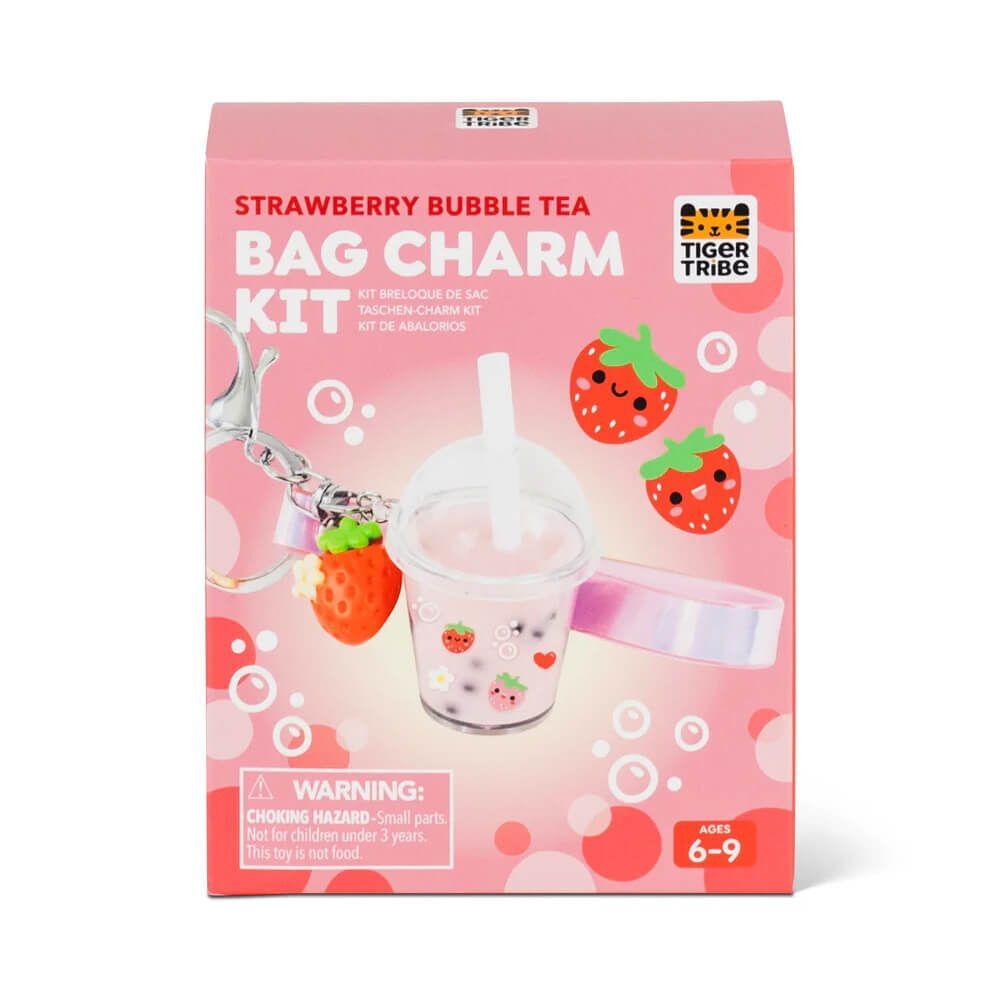 TIGER
TRIBE
STRAWBERRY BUBBLE TEA
BAG CHARM
KIT
KIT BRELOQUE DE SAC
TASCHEN-CHARM KIT
KIT DE ABALORIOS
TIGER
TRIBE
WARNING:
CHOKING HAZARD-Small parts.
Not for children under 3 years.
This toy is not food.
AGES
6-9